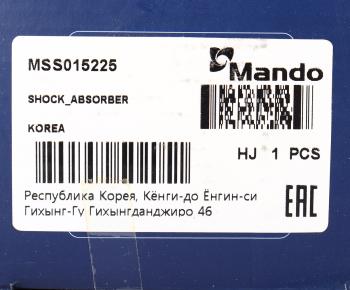 MSS015225
Mando
SHOCK_ABSORBER
KOREA
HJ 1 PCS
Республика Корея, Кёнги-до Ёнгин-си
Гихынг-Гу Гихынгданджиро 46
EAC